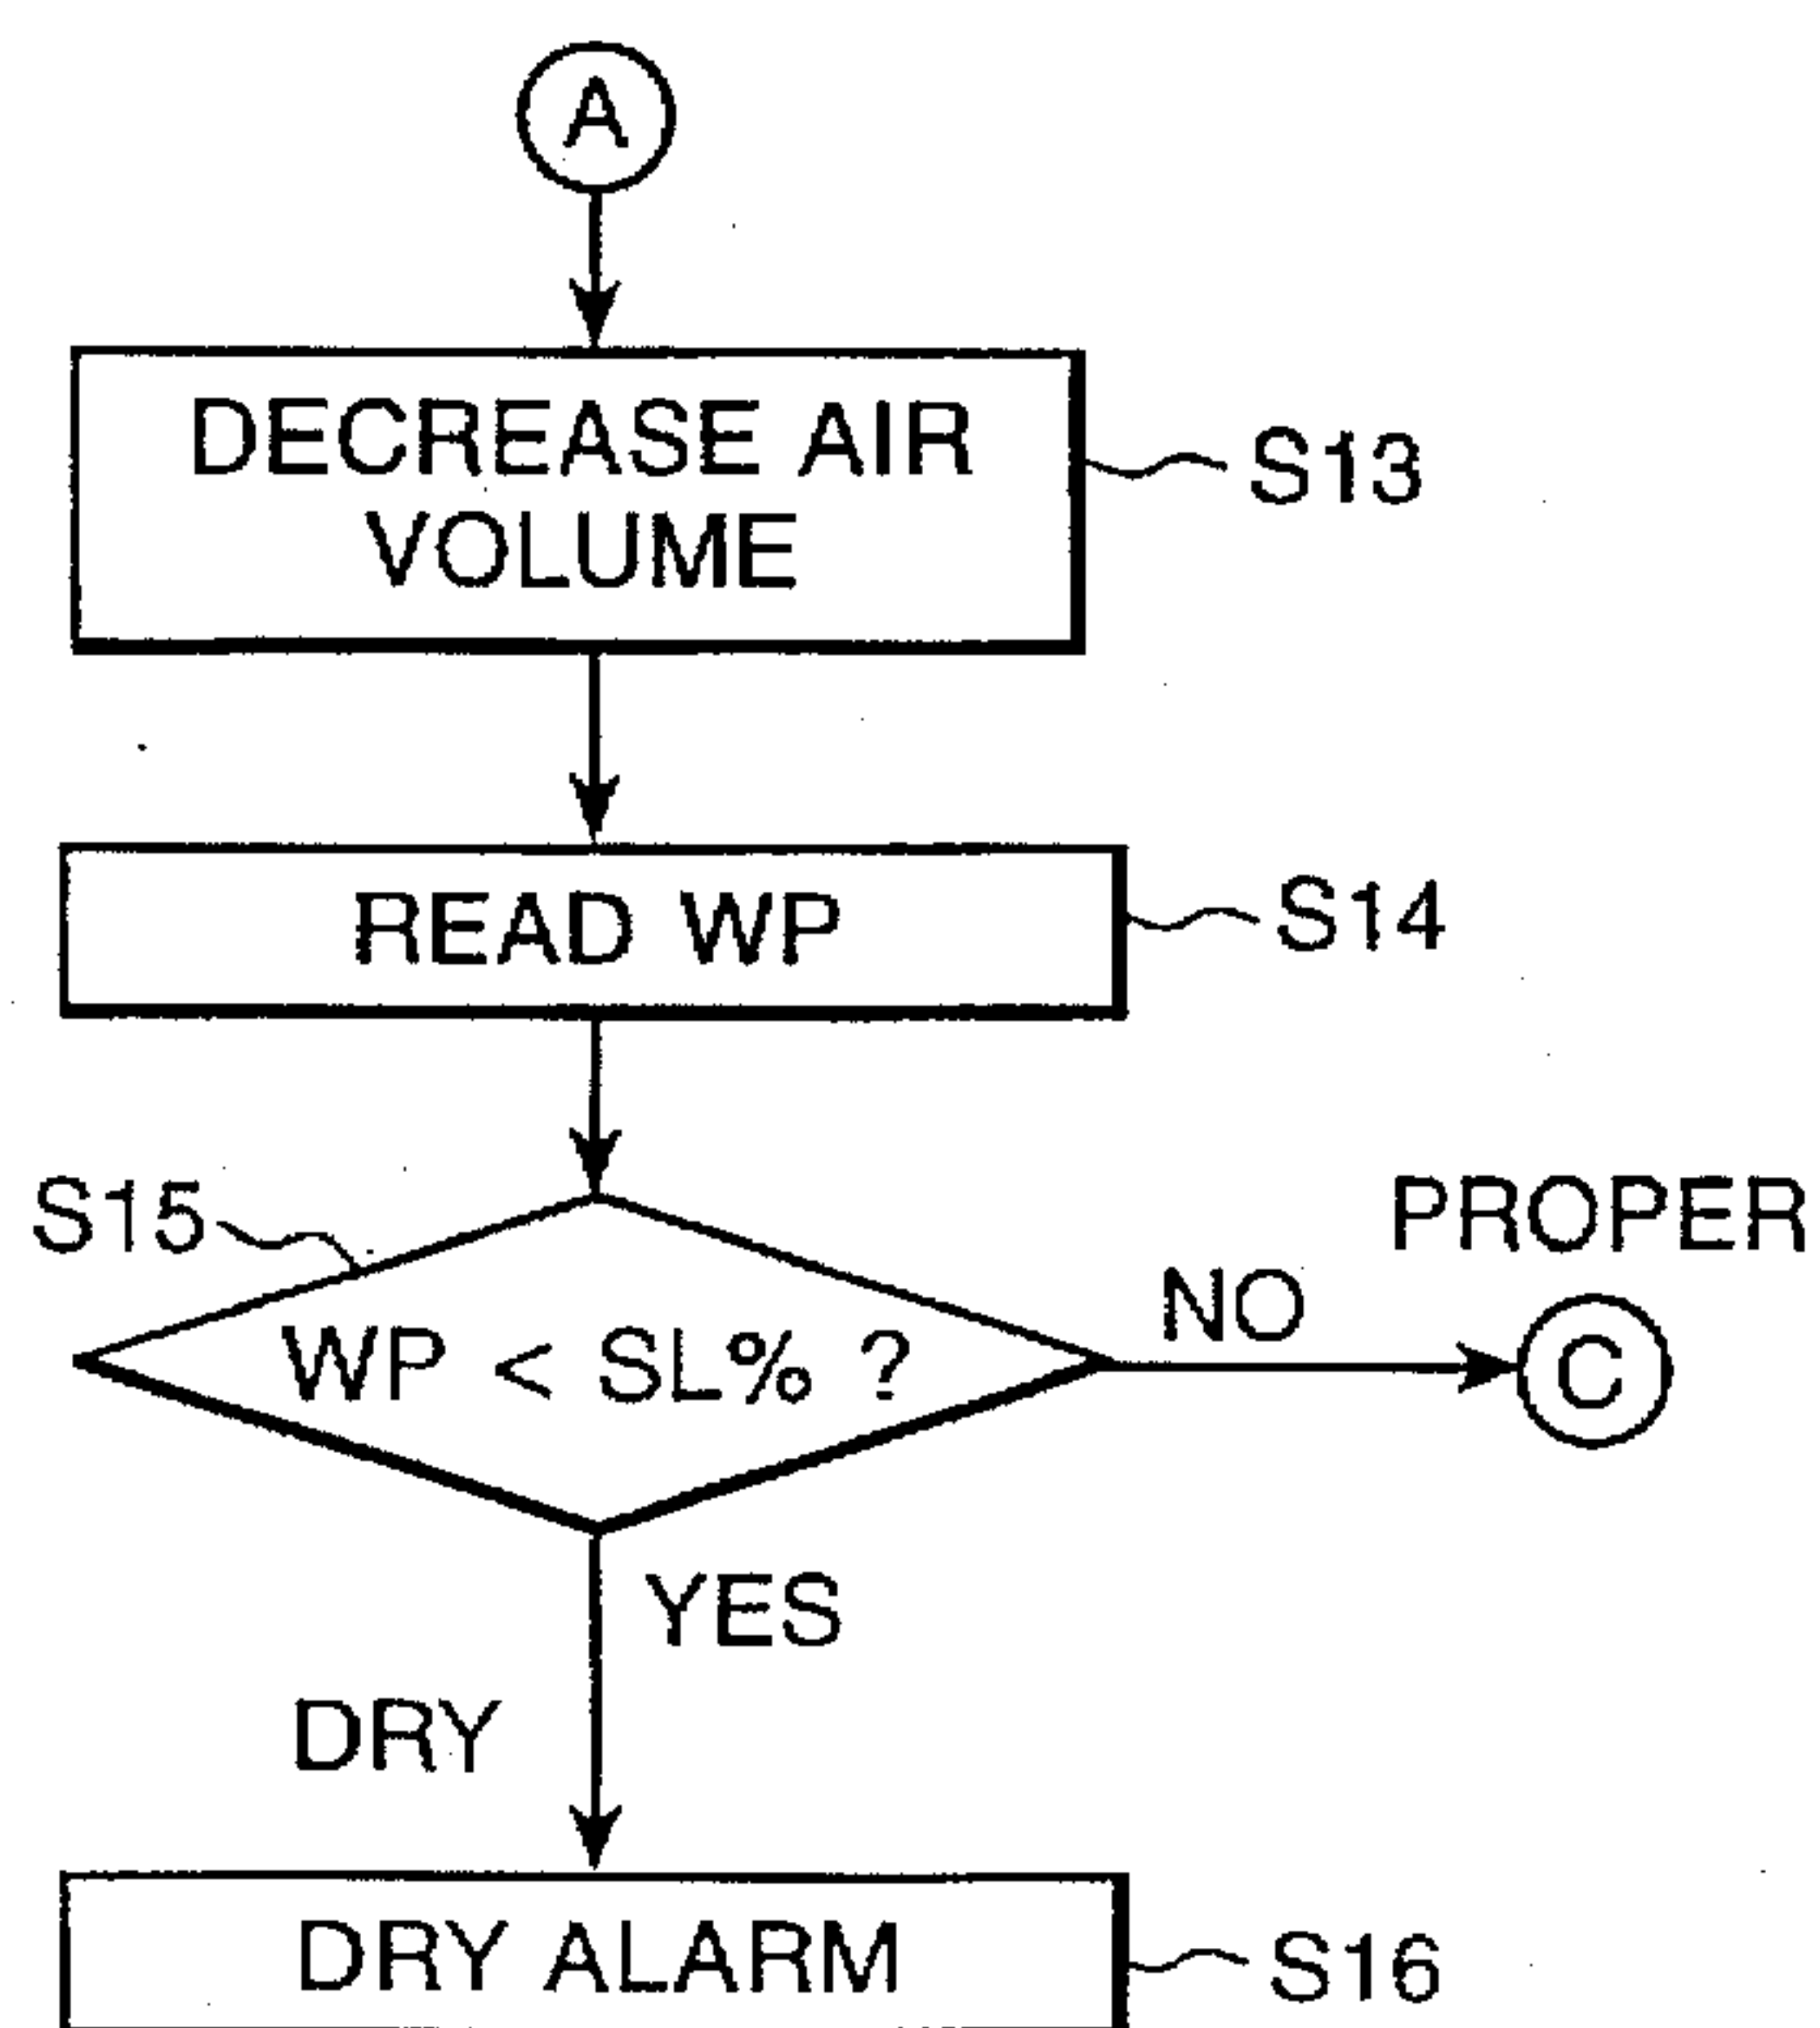 A
DECREASE AIR
VOLUME
S13
READ WP
S14
S15
PROPER
NO
WP < SL% ?
C
YES
DRY
DRY ALARM
S16